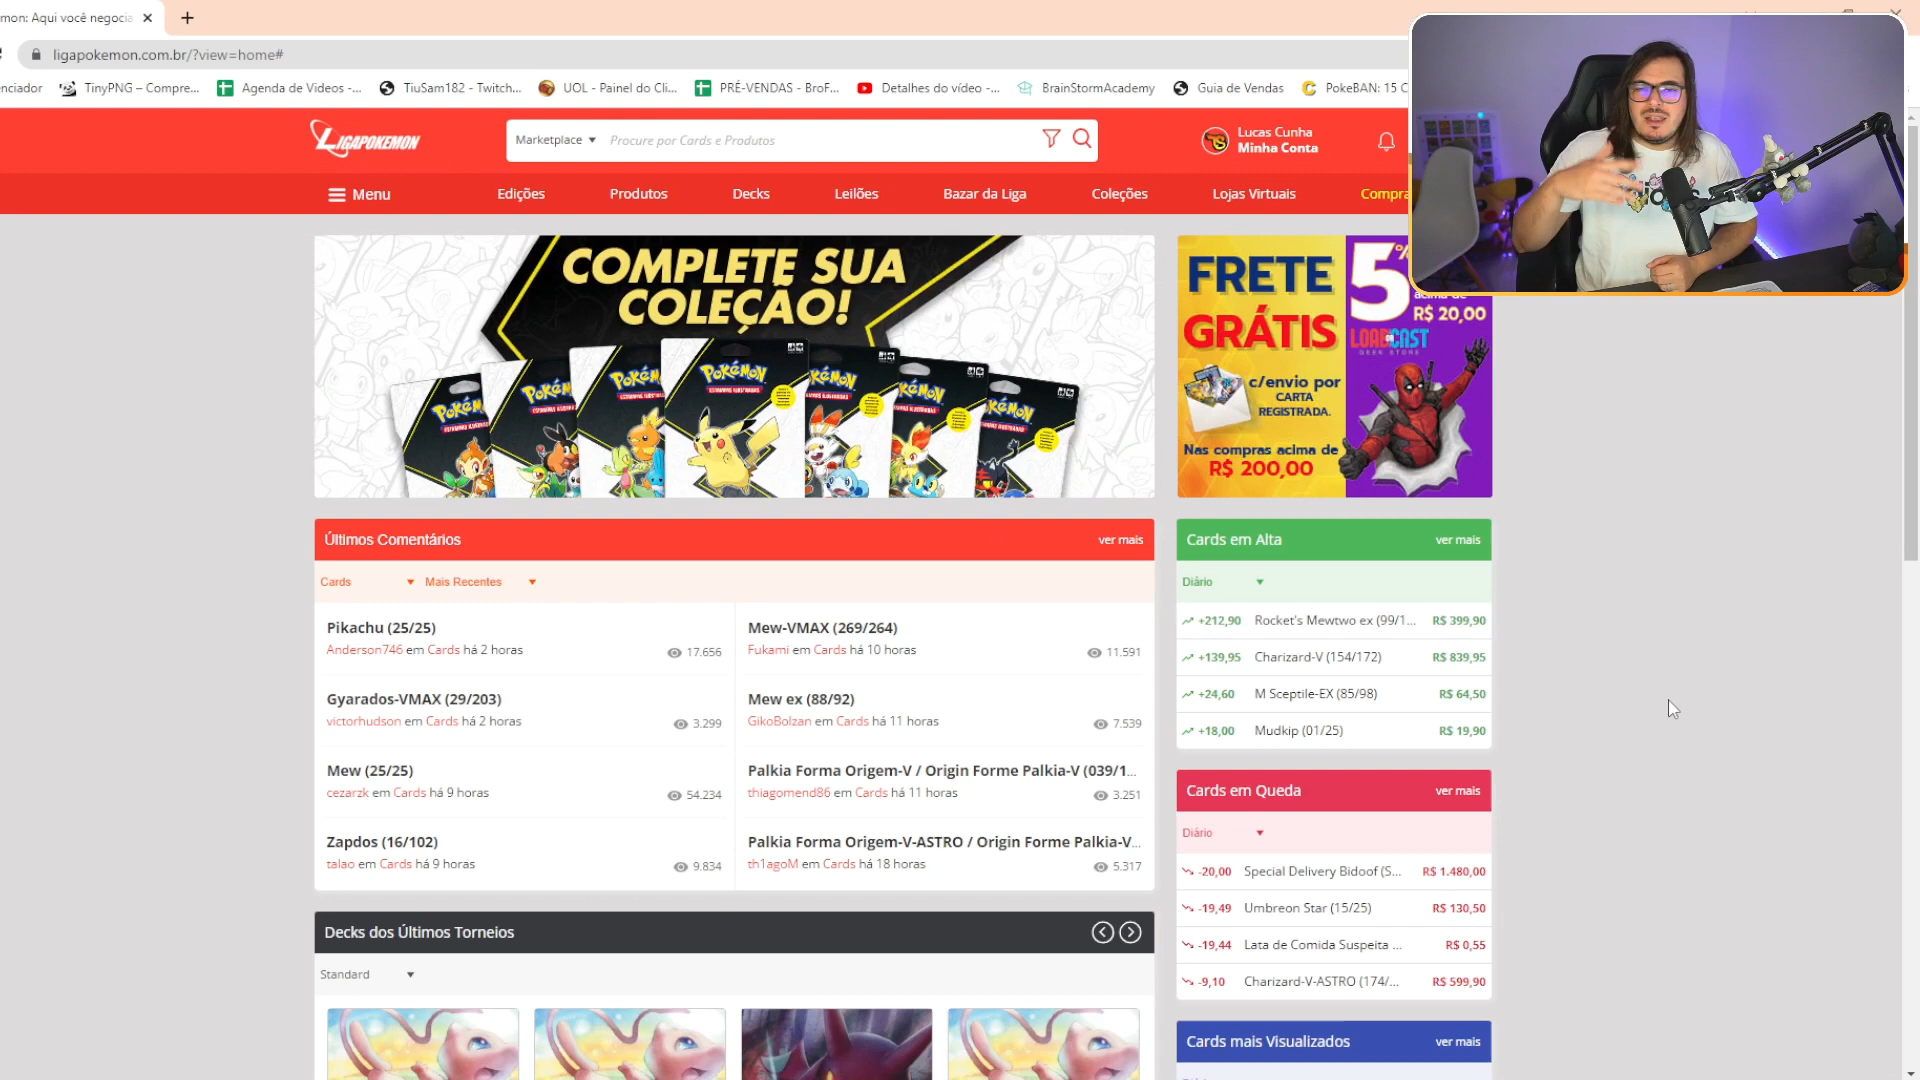 mon: Aqui você negocia
ligapokemon.com.br/?view=home#
enciador
TinyPNG – Compre...
Agenda de Videos -...
TiuSam182 - Twitch...
UOL - Painel do Cli...
PRÉ-VENDAS - BroF...
Detalhes do vídeo -...
BrainStormAcademy
Guia de Vendas
PokeBAN: 15 C
LIGAPOKEMON
Marketplace
Procure por Cards e Produtos
Lucas Cunha
Minha Conta
Menu
Edições
Produtos
Decks
Leilões
Bazar da Liga
Coleções
Lojas Virtuais
Compra
COMPLETE SUA
COLEÇÃO!
Pokémon
Pokémon
Pokémon
Pokémon
Pokémon
Pokémon
Pokémon
FRETE
GRÁTIS
c/envio por
CARTA
REGISTRADA.
Nas compras acima de
R$ 200,00
5%
acima de
R$ 20,00
LOADCAST
GEEK STORE
Últimos Comentários
ver mais
Cards
Mais Recentes
Pikachu (25/25)
Anderson746 em Cards há 2 horas
17.656
Gyarados-VMAX (29/203)
victorhudson em Cards há 2 horas
3.299
Mew (25/25)
cezarzk em Cards há 9 horas
54.234
Zapdos (16/102)
talao em Cards há 9 horas
9.834
Mew-VMAX (269/264)
Fukami em Cards há 10 horas
11.591
Mew ex (88/92)
GikoBolzan em Cards há 11 horas
7.539
Palkia Forma Origem-V / Origin Forme Palkia-V (039/1...
thiagomend86 em Cards há 11 horas
3.251
Palkia Forma Origem-V-ASTRO / Origin Forme Palkia-V...
th1agoM em Cards há 18 horas
5.317
Cards em Alta
ver mais
Diário
+212,90 Rocket's Mewtwo ex (99/1... R$ 399,90
+139,95 Charizard-V (154/172) R$ 839,95
+24,60 M Sceptile-EX (85/98) R$ 64,50
+18,00 Mudkip (01/25) R$ 19,90
Cards em Queda
ver mais
Diário
-20,00 Special Delivery Bidoof (S... R$ 1.480,00
-19,49 Umbreon Star (15/25) R$ 130,50
-19,44 Lata de Comida Suspeita ... R$ 0,55
-9,10 Charizard-V-ASTRO (174/... R$ 599,90
Cards mais Visualizados
ver mais
Decks dos Últimos Torneios
Standard